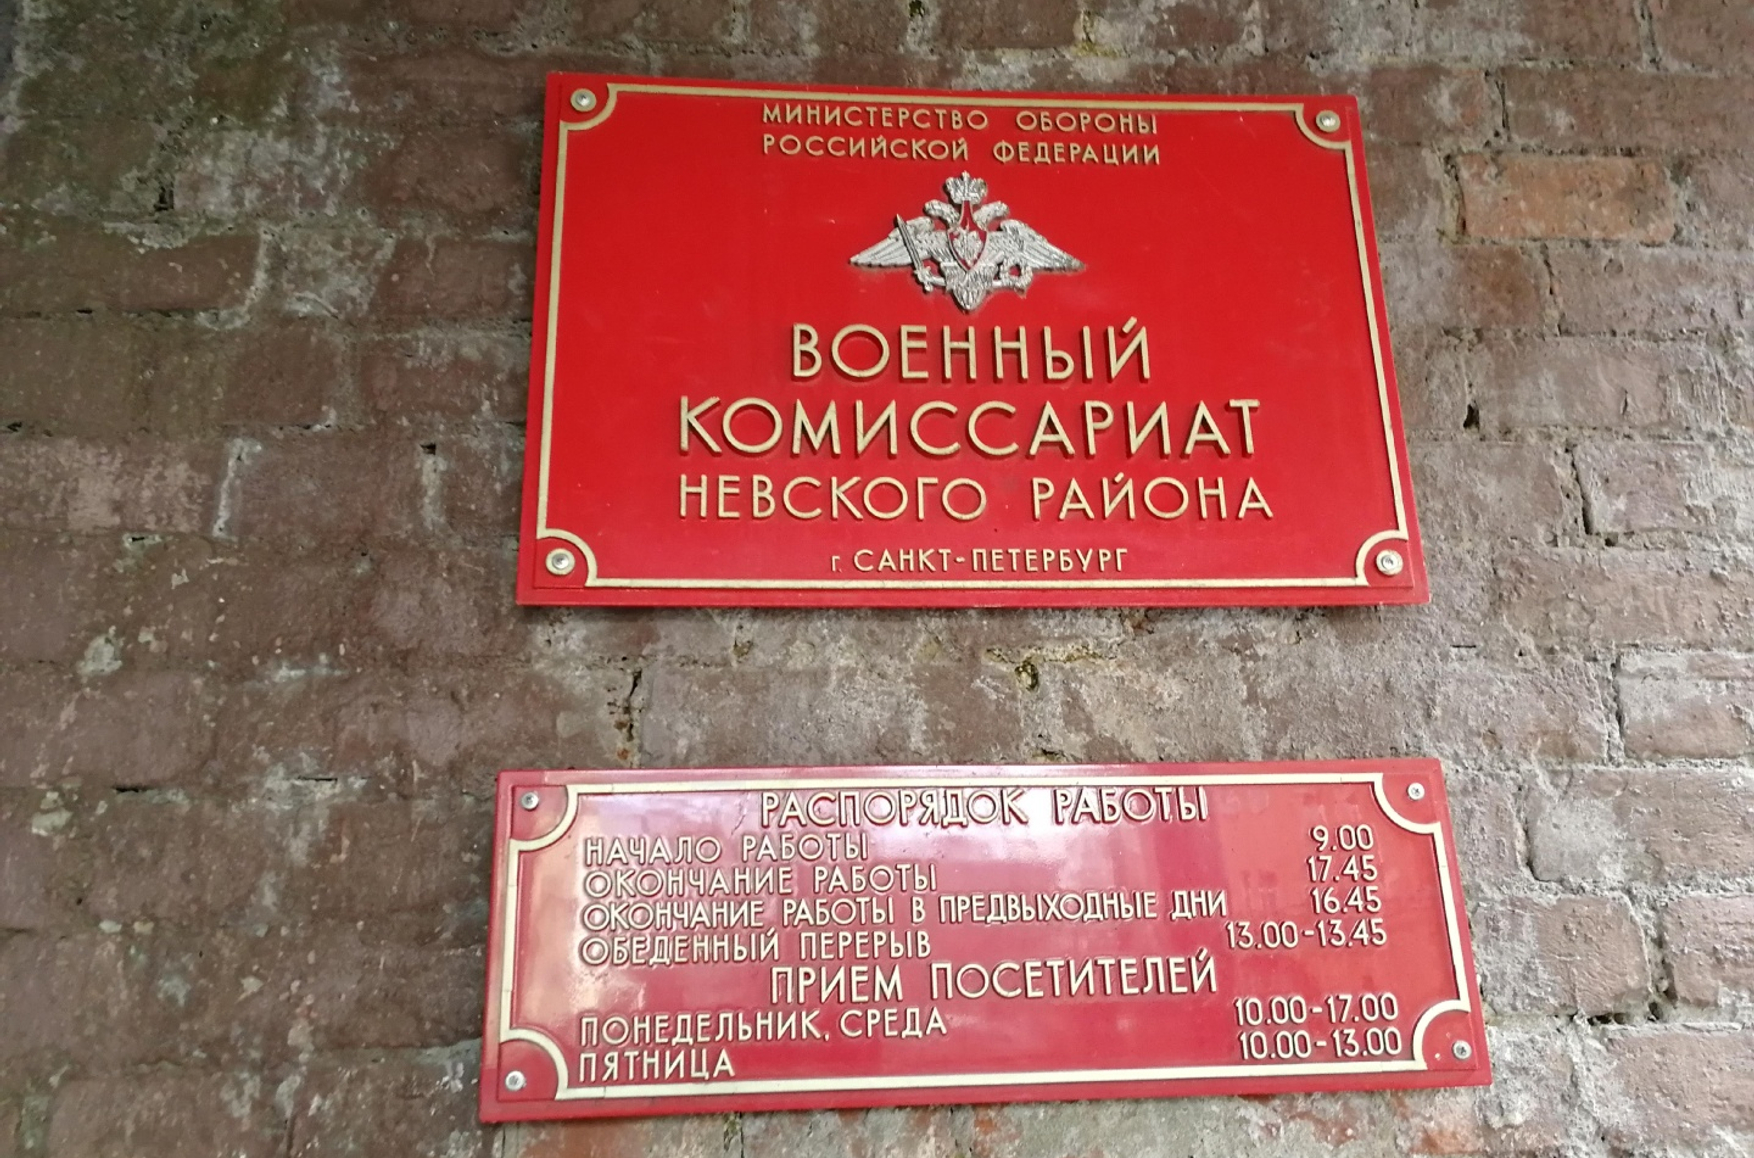 МИНИСТЕРСТВО ОБОРОНЫ
РОССИЙСКОЙ ФЕДЕРАЦИИ
ВОЕННЫЙ
КОМИССАРИАТ
НЕВСКОГО РАЙОНА
г. САНКТ-ПЕТЕРБУРГ
РАСПОРЯДОК РАБОТЫ
НАЧАЛО РАБОТЫ 9.00
ОКОНЧАНИЕ РАБОТЫ 17.45
ОКОНЧАНИЕ РАБОТЫ В ПРЕДВЫХОДНЫЕ ДНИ 16.45
ОБЕДЕННЫЙ ПЕРЕРЫВ 13.00-13.45
ПРИЕМ ПОСЕТИТЕЛЕЙ
ПОНЕДЕЛЬНИК, СРЕДА 10.00-17.00
ПЯТНИЦА 10.00-13.00